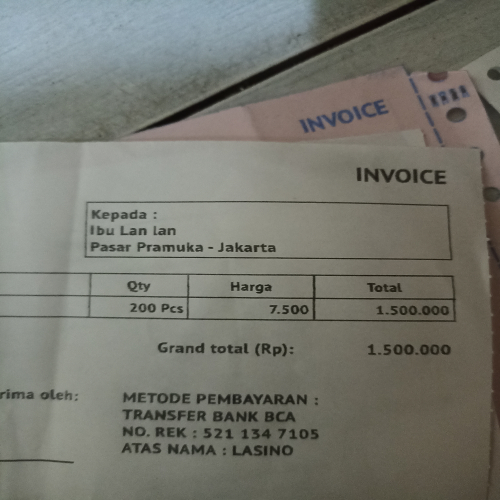 INVOICE
INVOICE
Kepada :
Ibu Lan lan
Pasar Pramuka - Jakarta
Qty Harga Total
200 Pcs 7.500 1.500.000
Grand total (Rp): 1.500.000
rima oleh:
METODE PEMBAYARAN :
TRANSFER BANK BCA
NO. REK : 521 134 7105
ATAS NAMA : LASINO